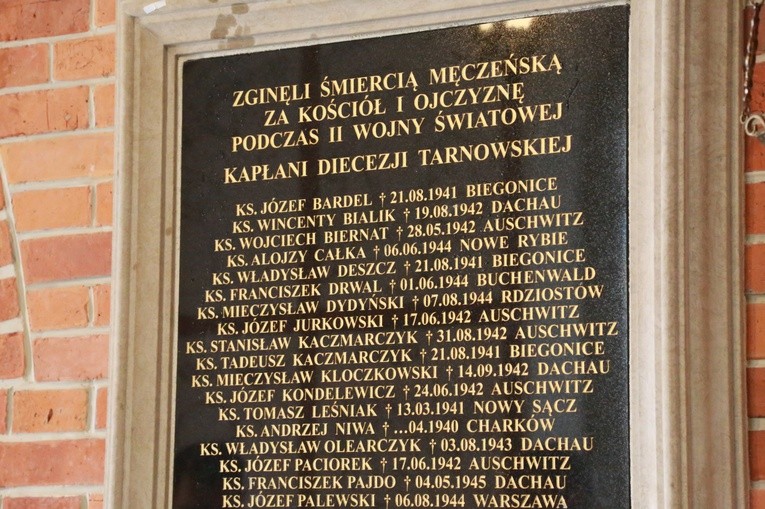 ZGINĘLI ŚMIERCIĄ MĘCZEŃSKĄ
ZA KOŚCIÓŁ I OJCZYZNĘ
PODCZAS II WOJNY ŚWIATOWEJ
KAPŁANI DIECEZJI TARNOWSKIEJ
KS. JÓZEF BARDEL † 21.08.1941 BIEGONICE
KS. WINCENTY BIALIK † 19.08.1942 DACHAU
KS. WOJCIECH BIERNAT † 28.05.1942 AUSCHWITZ
KS. ALOJZY CAŁKA † 06.06.1944 NOWE RYBIE
KS. WŁADYSŁAW DESZCZ † 21.08.1941 BIEGONICE
KS. FRANCISZEK DRWAL † 01.06.1944 BUCHENWALD
KS. MIECZYSŁAW DYDYŃSKI † 07.08.1944 RDZIOSTÓW
KS. JÓZEF JURKOWSKI † 17.06.1942 AUSCHWITZ
KS. STANISŁAW KACZMARCZYK † 31.08.1942 AUSCHWITZ
KS. TADEUSZ KACZMARCZYK † 21.08.1941 BIEGONICE
KS. MIECZYSŁAW KLOCZKOWSKI † 14.09.1942 DACHAU
KS. JÓZEF KONDELEWICZ † 24.06.1942 AUSCHWITZ
KS. TOMASZ LEŚNIAK † 13.03.1941 NOWY SĄCZ
KS. ANDRZEJ NIWA † ...04.1940 CHARKÓW
KS. WŁADYSŁAW OLEARCZYK † 03.08.1943 DACHAU
KS. JÓZEF PACIOREK † 17.06.1942 AUSCHWITZ
KS. FRANCISZEK PAJDO † 04.05.1945 DACHAU
KS. JÓZEF PALEWSKI † 06.08.1944 WARSZAWA